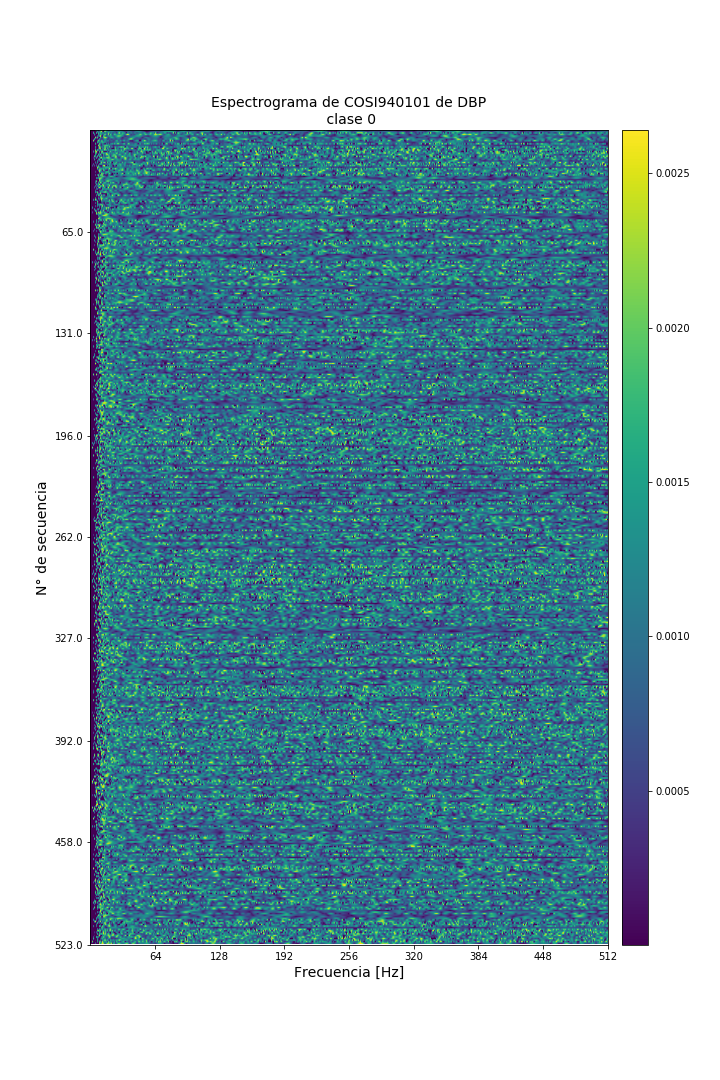 Espectrograma de COSI940101 de DBP
clase 0
0.0025
65.0
0.0020
131.0
196.0
0.0015
N° de secuencia
262.0
327.0
0.0010
392.0
0.0005
458.0
523.0
64 128 192 256 320 384 448 512
Frecuencia [Hz]